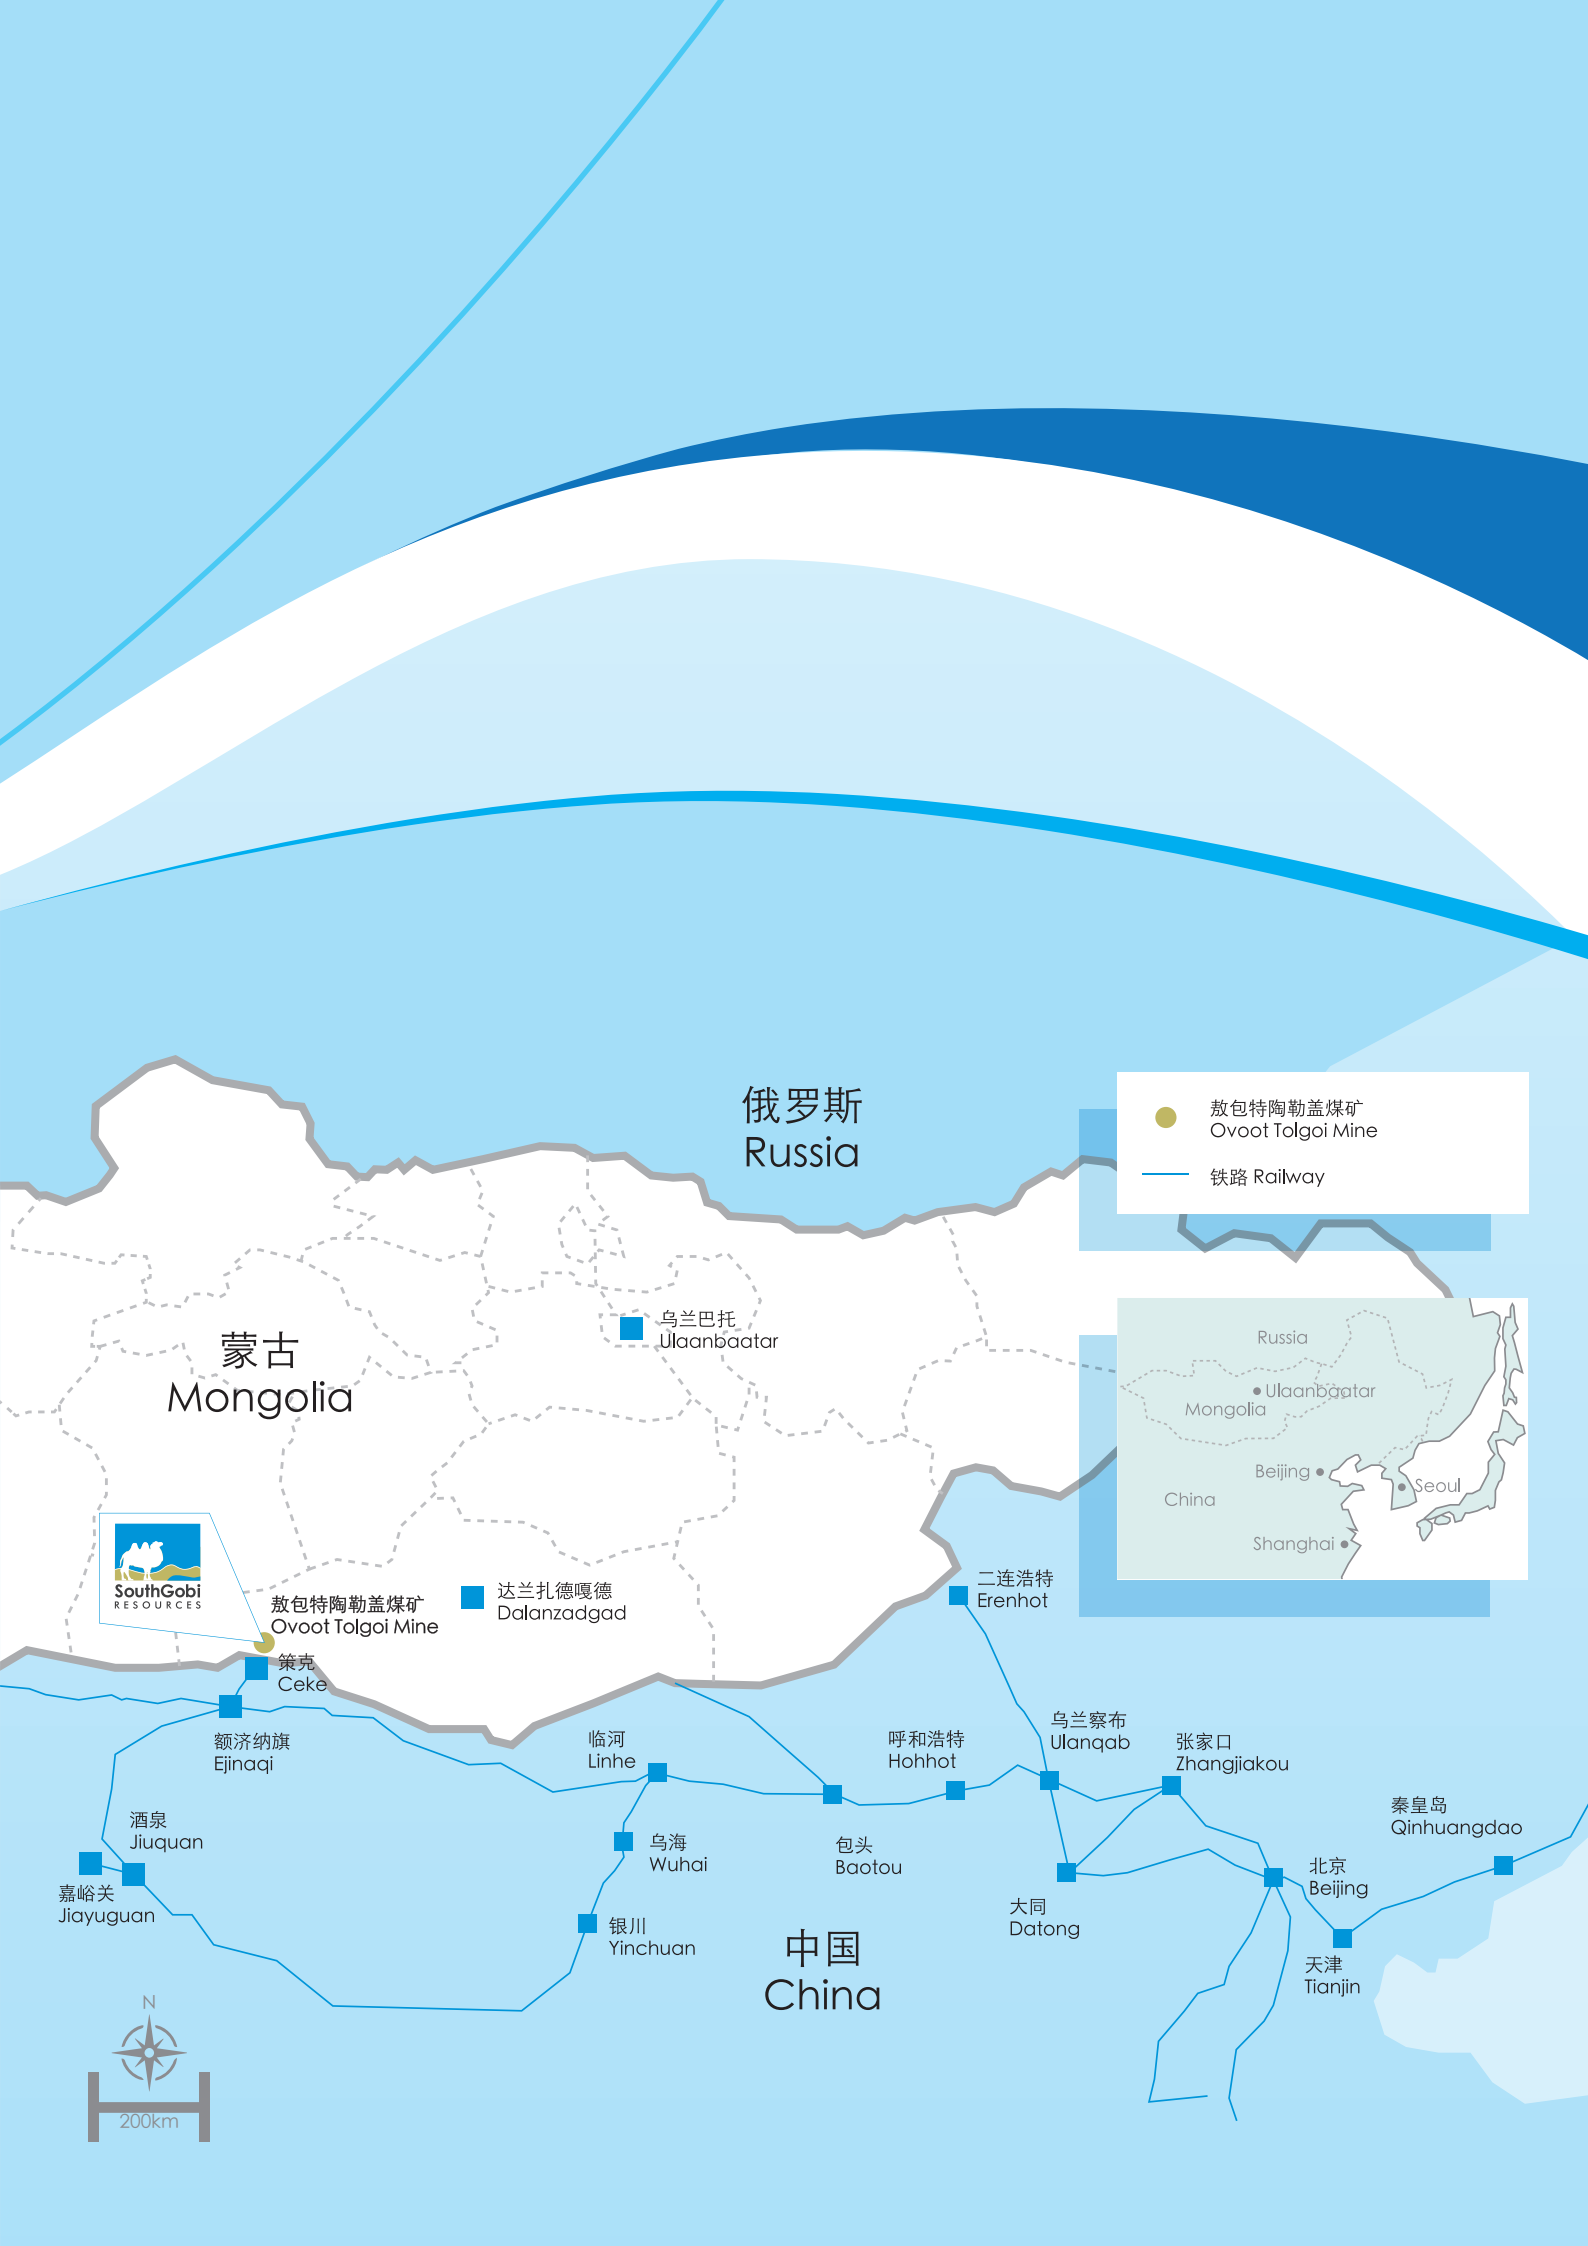 俄罗斯
Russia
敖包特陶勒盖煤矿
Ovoot Tolgoi Mine
铁路 Railway
蒙古
Mongolia
乌兰巴托
Ulaanbaatar
Russia
Ulaanbaatar
Mongolia
Beijing
Seoul
China
Shanghai
SouthGobi
RESOURCES
敖包特陶勒盖煤矿
Ovoot Tolgoi Mine
达兰扎德嘎德
Dalanzadgad
二连浩特
Erenhot
策克
Ceke
额济纳旗
Ejinaqi
临河
Linhe
呼和浩特
Hohhot
乌兰察布
Ulanqab
张家口
Zhangjiakou
酒泉
Jiuquan
嘉峪关
Jiayuguan
乌海
Wuhai
包头
Baotou
秦皇岛
Qinhuangdao
北京
Beijing
大同
Datong
银川
Yinchuan
中国
China
天津
Tianjin
N
200km